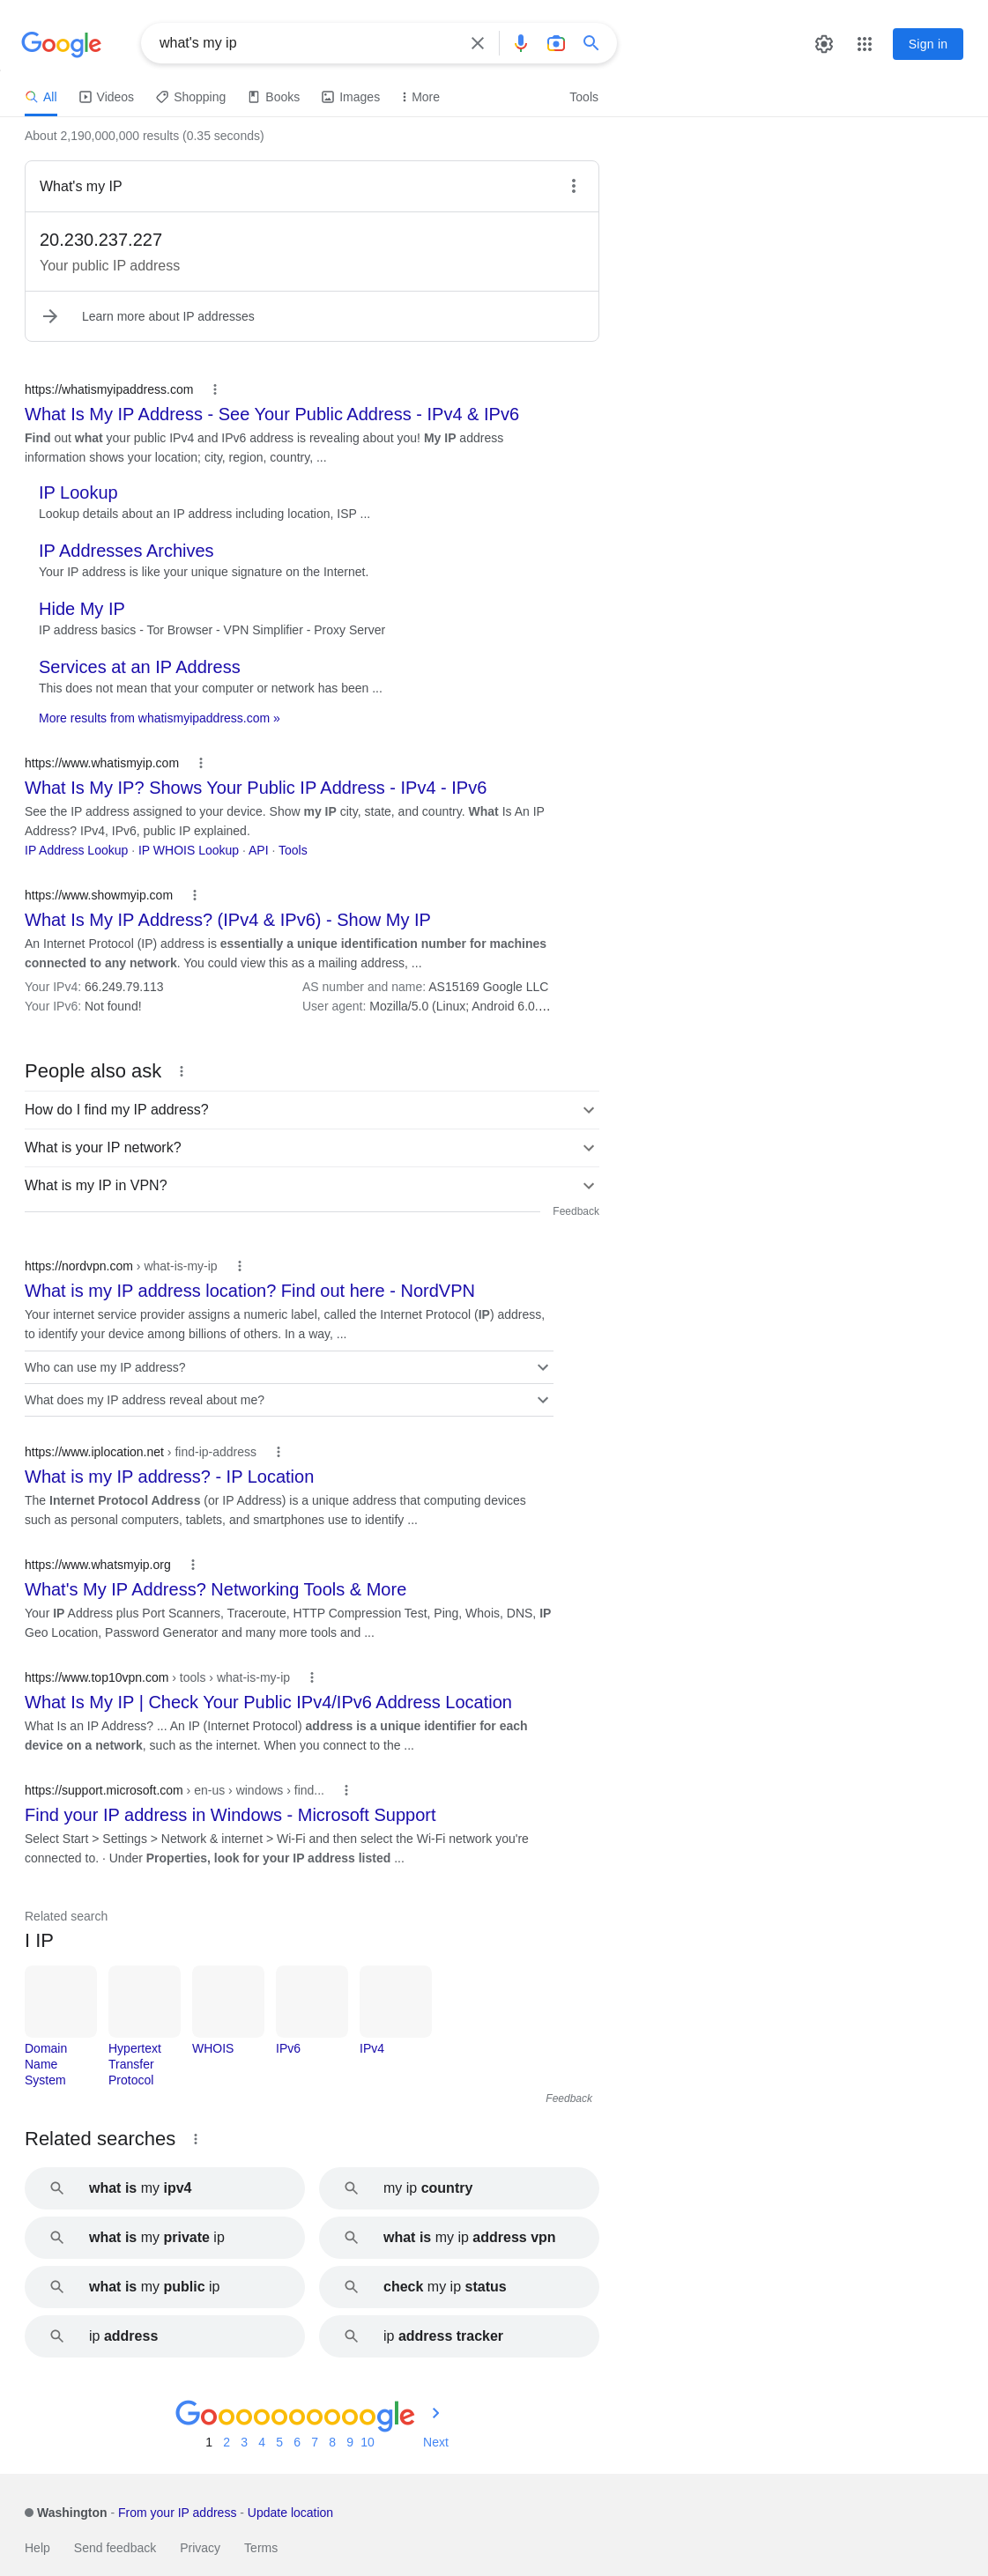 Google
what's my ip
Sign in
All Videos Shopping Books Images More Tools
About 2,190,000,000 results (0.35 seconds)
What's my IP
20.230.237.227
Your public IP address
Learn more about IP addresses
https://whatismyipaddress.com
What Is My IP Address - See Your Public Address - IPv4 & IPv6
Find out what your public IPv4 and IPv6 address is revealing about you! My IP address
information shows your location; city, region, country, ...
IP Lookup
Lookup details about an IP address including location, ISP ...
IP Addresses Archives
Your IP address is like your unique signature on the Internet.
Hide My IP
IP address basics - Tor Browser - VPN Simplifier - Proxy Server
Services at an IP Address
This does not mean that your computer or network has been ...
More results from whatismyipaddress.com »
https://www.whatismyip.com
What Is My IP? Shows Your Public IP Address - IPv4 - IPv6
See the IP address assigned to your device. Show my IP city, state, and country. What Is An IP
Address? IPv4, IPv6, public IP explained.
IP Address Lookup · IP WHOIS Lookup · API · Tools
https://www.showmyip.com
What Is My IP Address? (IPv4 & IPv6) - Show My IP
An Internet Protocol (IP) address is essentially a unique identification number for machines
connected to any network. You could view this as a mailing address, ...
Your IPv4: 66.249.79.113 AS number and name: AS15169 Google LLC
Your IPv6: Not found! User agent: Mozilla/5.0 (Linux; Android 6.0....
People also ask
How do I find my IP address?
What is your IP network?
What is my IP in VPN?
Feedback
https://nordvpn.com › what-is-my-ip
What is my IP address location? Find out here - NordVPN
Your internet service provider assigns a numeric label, called the Internet Protocol (IP) address,
to identify your device among billions of others. In a way, ...
Who can use my IP address?
What does my IP address reveal about me?
https://www.iplocation.net › find-ip-address
What is my IP address? - IP Location
The Internet Protocol Address (or IP Address) is a unique address that computing devices
such as personal computers, tablets, and smartphones use to identify ...
https://www.whatsmyip.org
What's My IP Address? Networking Tools & More
Your IP Address plus Port Scanners, Traceroute, HTTP Compression Test, Ping, Whois, DNS, IP
Geo Location, Password Generator and many more tools and ...
https://www.top10vpn.com › tools › what-is-my-ip
What Is My IP | Check Your Public IPv4/IPv6 Address Location
What Is an IP Address? ... An IP (Internet Protocol) address is a unique identifier for each
device on a network, such as the internet. When you connect to the ...
https://support.microsoft.com › en-us › windows › find...
Find your IP address in Windows - Microsoft Support
Select Start > Settings > Network & internet > Wi-Fi and then select the Wi-Fi network you're
connected to. · Under Properties, look for your IP address listed ...
Related search
I IP
Domain Hypertext WHOIS IPv6 IPv4
Name Transfer
System Protocol
Feedback
Related searches
what is my ipv4 my ip country
what is my private ip what is my ip address vpn
what is my public ip check my ip status
ip address ip address tracker
Goooooooooogle
1 2 3 4 5 6 7 8 9 10 Next
Washington - From your IP address - Update location
Help Send feedback Privacy Terms